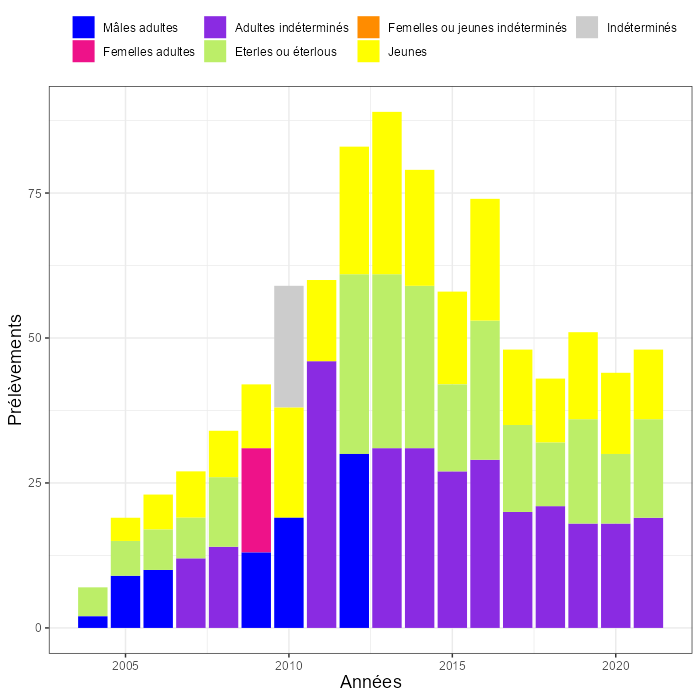 Mâles adultes Adultes indéterminés Femelles ou jeunes indéterminés Indéterminés
Femelles adultes Eterles ou éterlous Jeunes
75
50
25
0
Prélèvements
2005 2010 2015 2020
Années